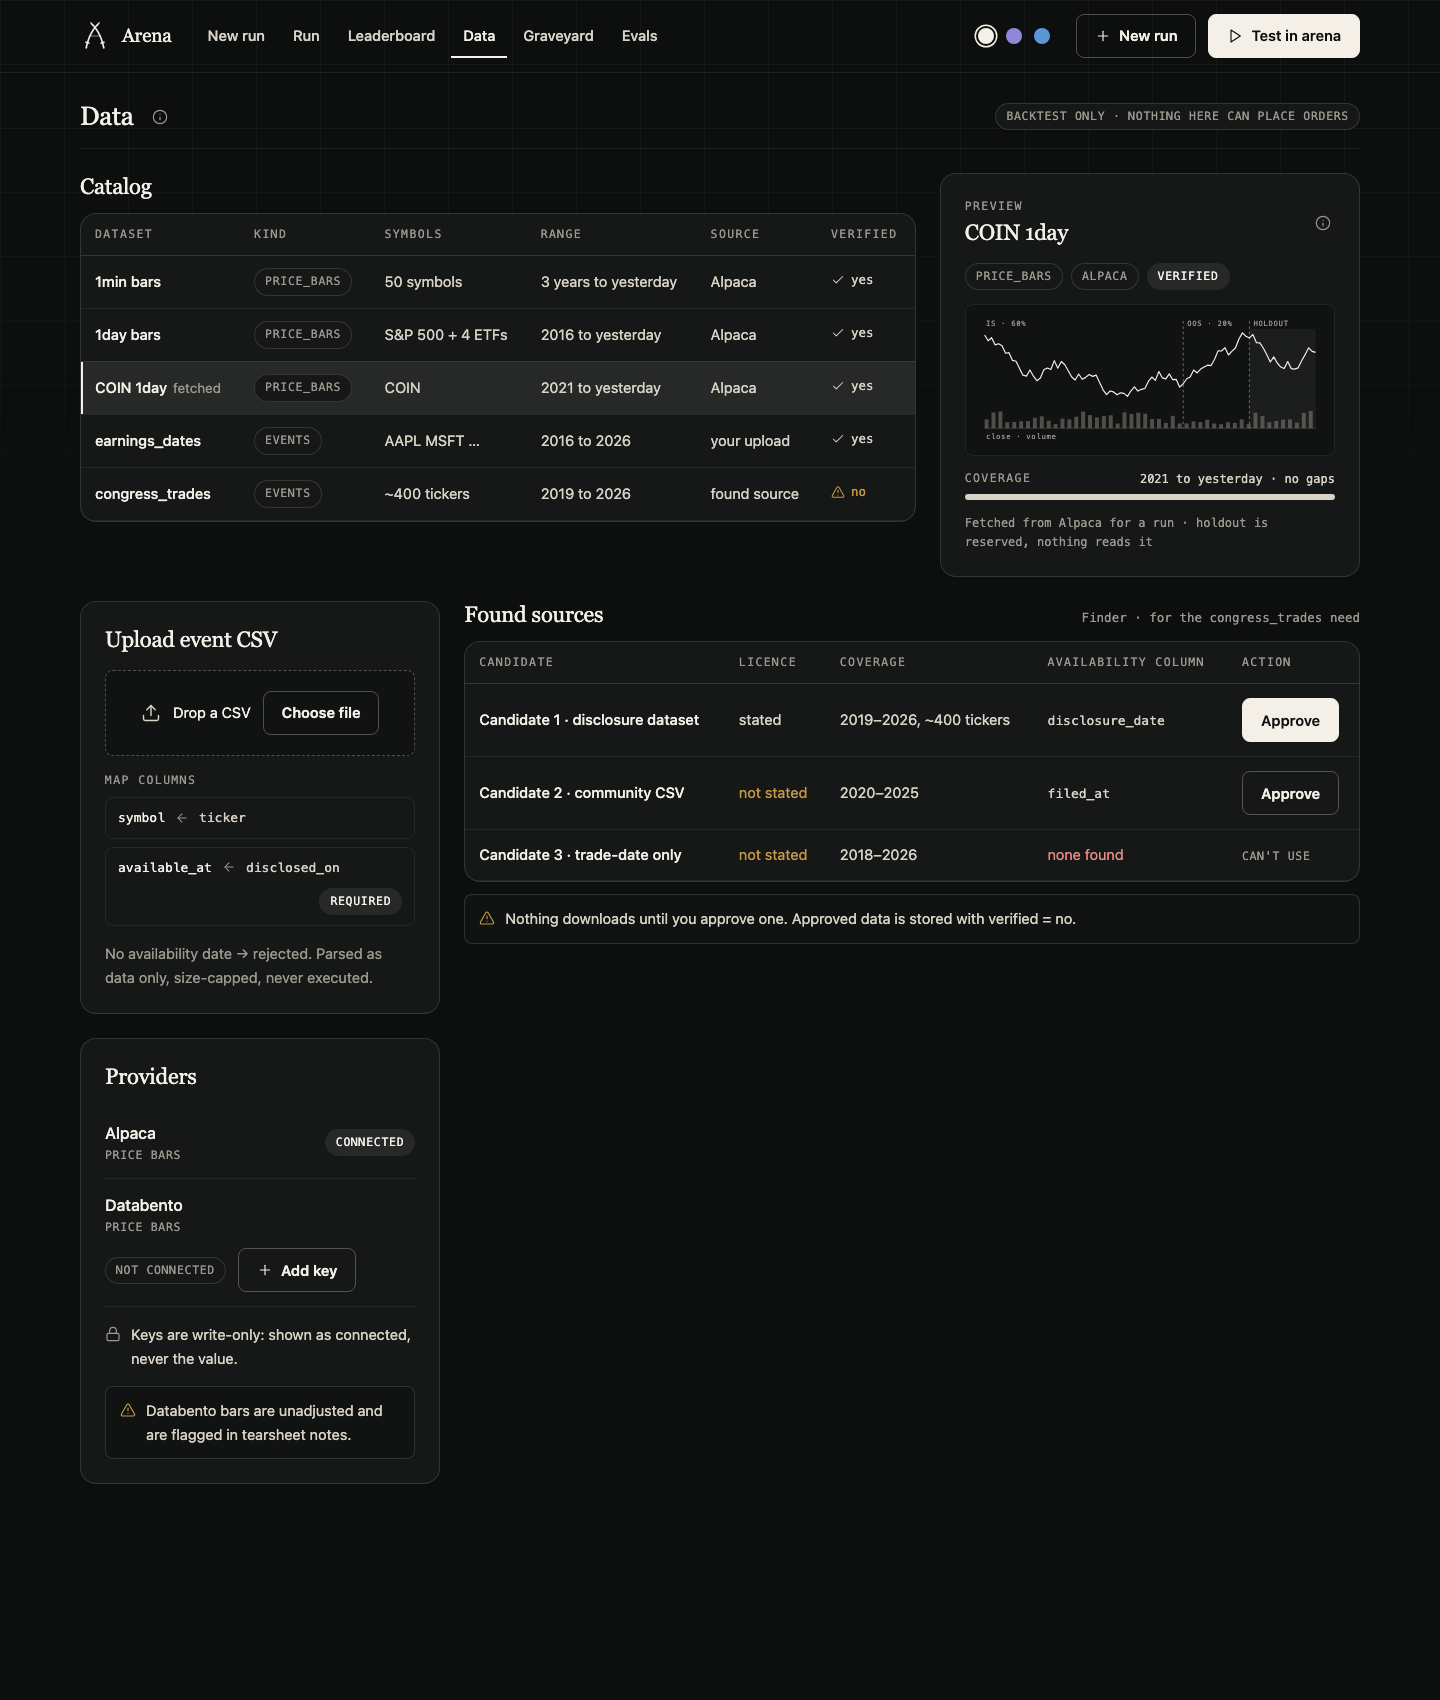 Arena
New run
Run
Leaderboard
Data
Graveyard
Evals
New run
Test in arena
Data
BACKTEST ONLY · NOTHING HERE CAN PLACE ORDERS
Catalog
DATASET KIND SYMBOLS RANGE SOURCE VERIFIED
1min bars PRICE_BARS 50 symbols 3 years to yesterday Alpaca yes
1day bars PRICE_BARS S&P 500 + 4 ETFs 2016 to yesterday Alpaca yes
COIN 1day fetched PRICE_BARS COIN 2021 to yesterday Alpaca yes
earnings_dates EVENTS AAPL MSFT ... 2016 to 2026 your upload yes
congress_trades EVENTS ~400 tickers 2019 to 2026 found source no
PREVIEW
COIN 1day
PRICE_BARS ALPACA VERIFIED
IS · 60% OOS · 20% HOLDOUT
close · volume
COVERAGE 2021 to yesterday · no gaps
Fetched from Alpaca for a run · holdout is
reserved, nothing reads it
Upload event CSV
Drop a CSV Choose file
MAP COLUMNS
symbol ← ticker
available_at ← disclosed_on
REQUIRED
No availability date → rejected. Parsed as
data only, size-capped, never executed.
Found sources
Finder · for the congress_trades need
CANDIDATE LICENCE COVERAGE AVAILABILITY COLUMN ACTION
Candidate 1 · disclosure dataset stated 2019–2026, ~400 tickers disclosure_date Approve
Candidate 2 · community CSV not stated 2020–2025 filed_at Approve
Candidate 3 · trade-date only not stated 2018–2026 none found CAN'T USE
Nothing downloads until you approve one. Approved data is stored with verified = no.
Providers
Alpaca
PRICE BARS
CONNECTED
Databento
PRICE BARS
NOT CONNECTED Add key
Keys are write-only: shown as connected,
never the value.
Databento bars are unadjusted and
are flagged in tearsheet notes.